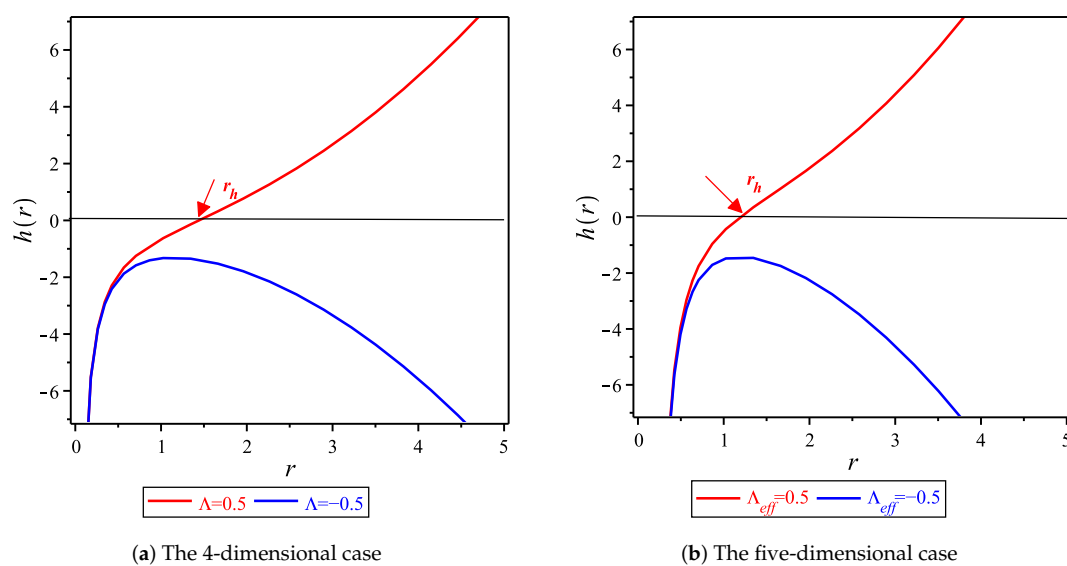 h(r)
6
4
2
0
−2
−4
−6
r_h
0 1 2 3 4 5
r
Λ=0.5 Λ=−0.5
(a) The 4-dimensional case
h(r)
6
4
2
0
−2
−4
−6
r_h
0 1 2 3 4 5
r
Λ_eff=0.5 Λ_eff=−0.5
(b) The five-dimensional case